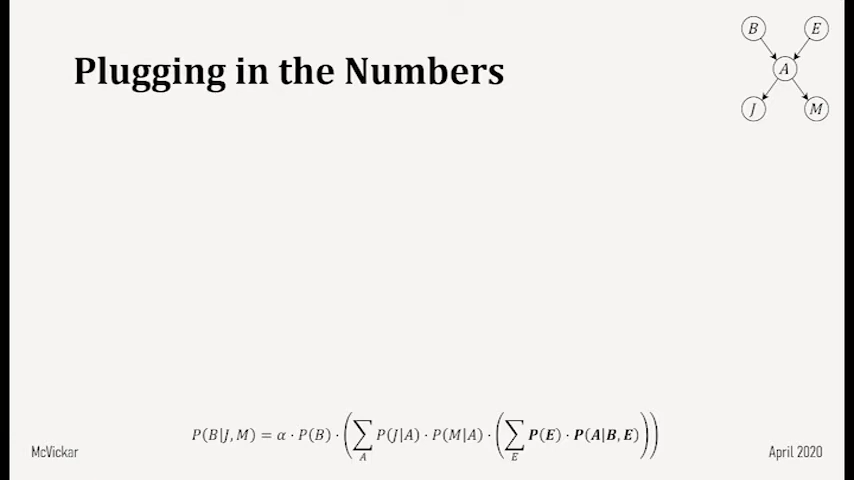 B E
Plugging in the Numbers
A
J M
P(B|J, M) = α · P(B) · (∑_A P(J|A) · P(M|A) · (∑_E P(E) · P(A|B, E)))
McVickar
April 2020